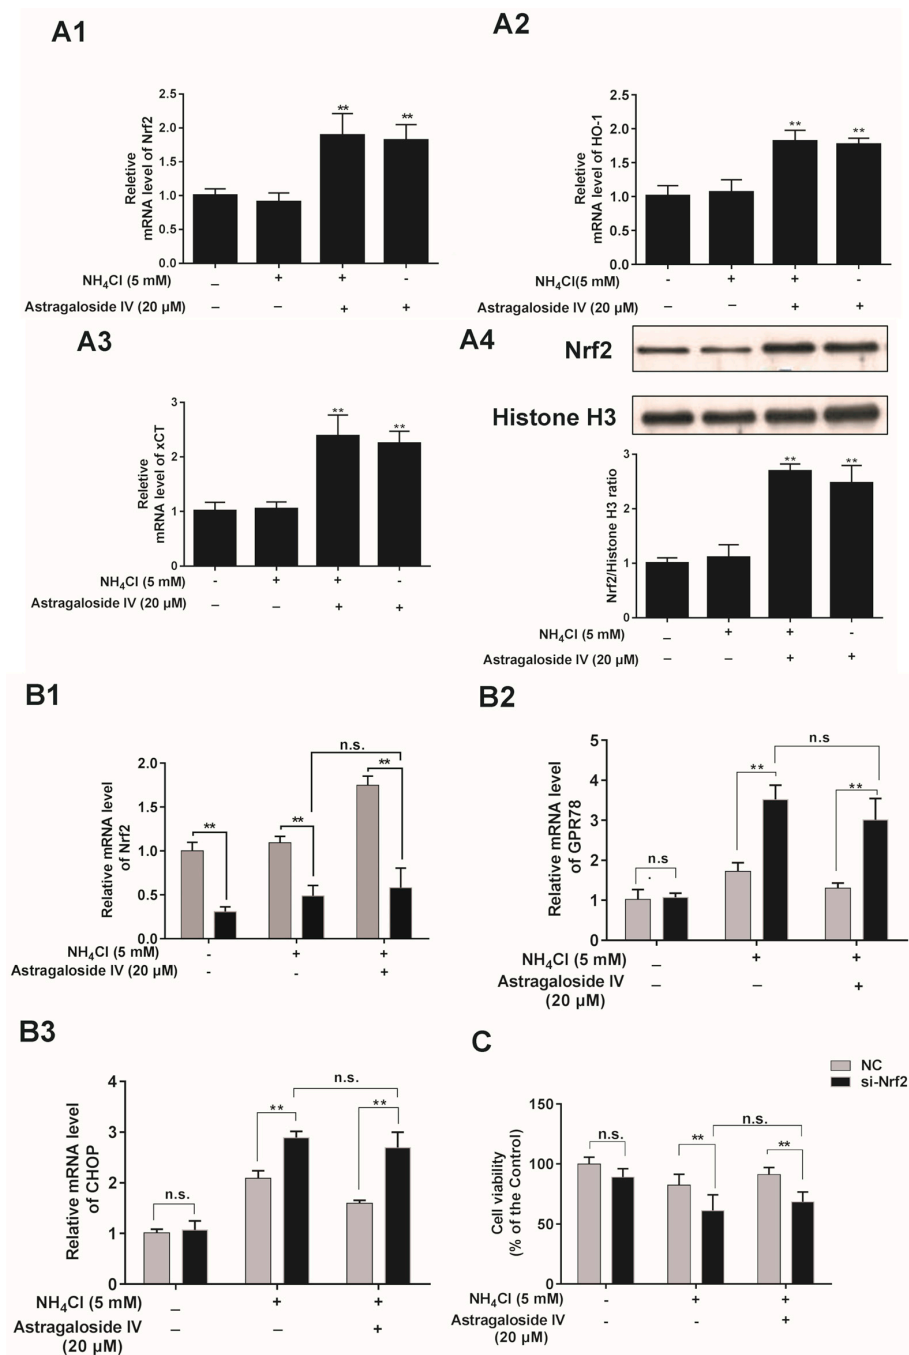 A1
Reletive
mRNA level of Nrf2
2.5
2.0
1.5
1.0
0.5
0.0
** **
NH₄Cl (5 mM) – + + -
Astragaloside IV (20 μM) – – + +
A2
Reletive
mRNA level of HO-1
2.5
2.0
1.5
1.0
0.5
0.0
** **
NH₄Cl(5 mM) - + + -
Astragaloside IV (20 μM) – – + +
A3
Reletive
mRNA level of xCT
3
2
1
0
** **
NH₄Cl (5 mM) - + + -
Astragaloside IV (20 μM) – – + +
A4
Nrf2
Histone H3
Nrf2/Histone H3 ratio
3
2
1
0
** **
NH₄Cl (5 mM) – + + -
Astragaloside IV (20 μM) – – + +
B1
Relative mRNA level
of Nrf2
2.0
1.5
1.0
0.5
0.0
n.s.
** ** **
NH₄Cl (5 mM) - + +
Astragaloside IV (20 μM) - - +
B2
Relative mRNA level
of GPR78
5
4
3
2
1
0
n.s
n.s ** **
NH₄Cl (5 mM) – + +
Astragaloside IV – – +
(20 μM)
B3
Relative mRNA level
of CHOP
4
3
2
1
0
n.s.
n.s. ** **
NH₄Cl (5 mM) – + +
Astragaloside IV – – +
(20 μM)
C
NC
si-Nrf2
Cell viability
(% of the Control)
150
100
50
0
n.s.
n.s. ** **
NH₄Cl (5 mM) - + +
Astragaloside IV - - +
(20 μM)